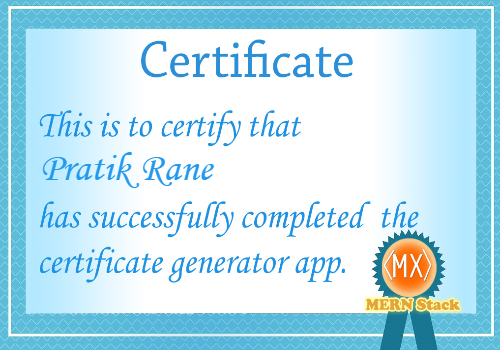 Certificate
This is to certify that
Pratik Rane
has successfully completed the
certificate generator app.
MX
MERN Stack